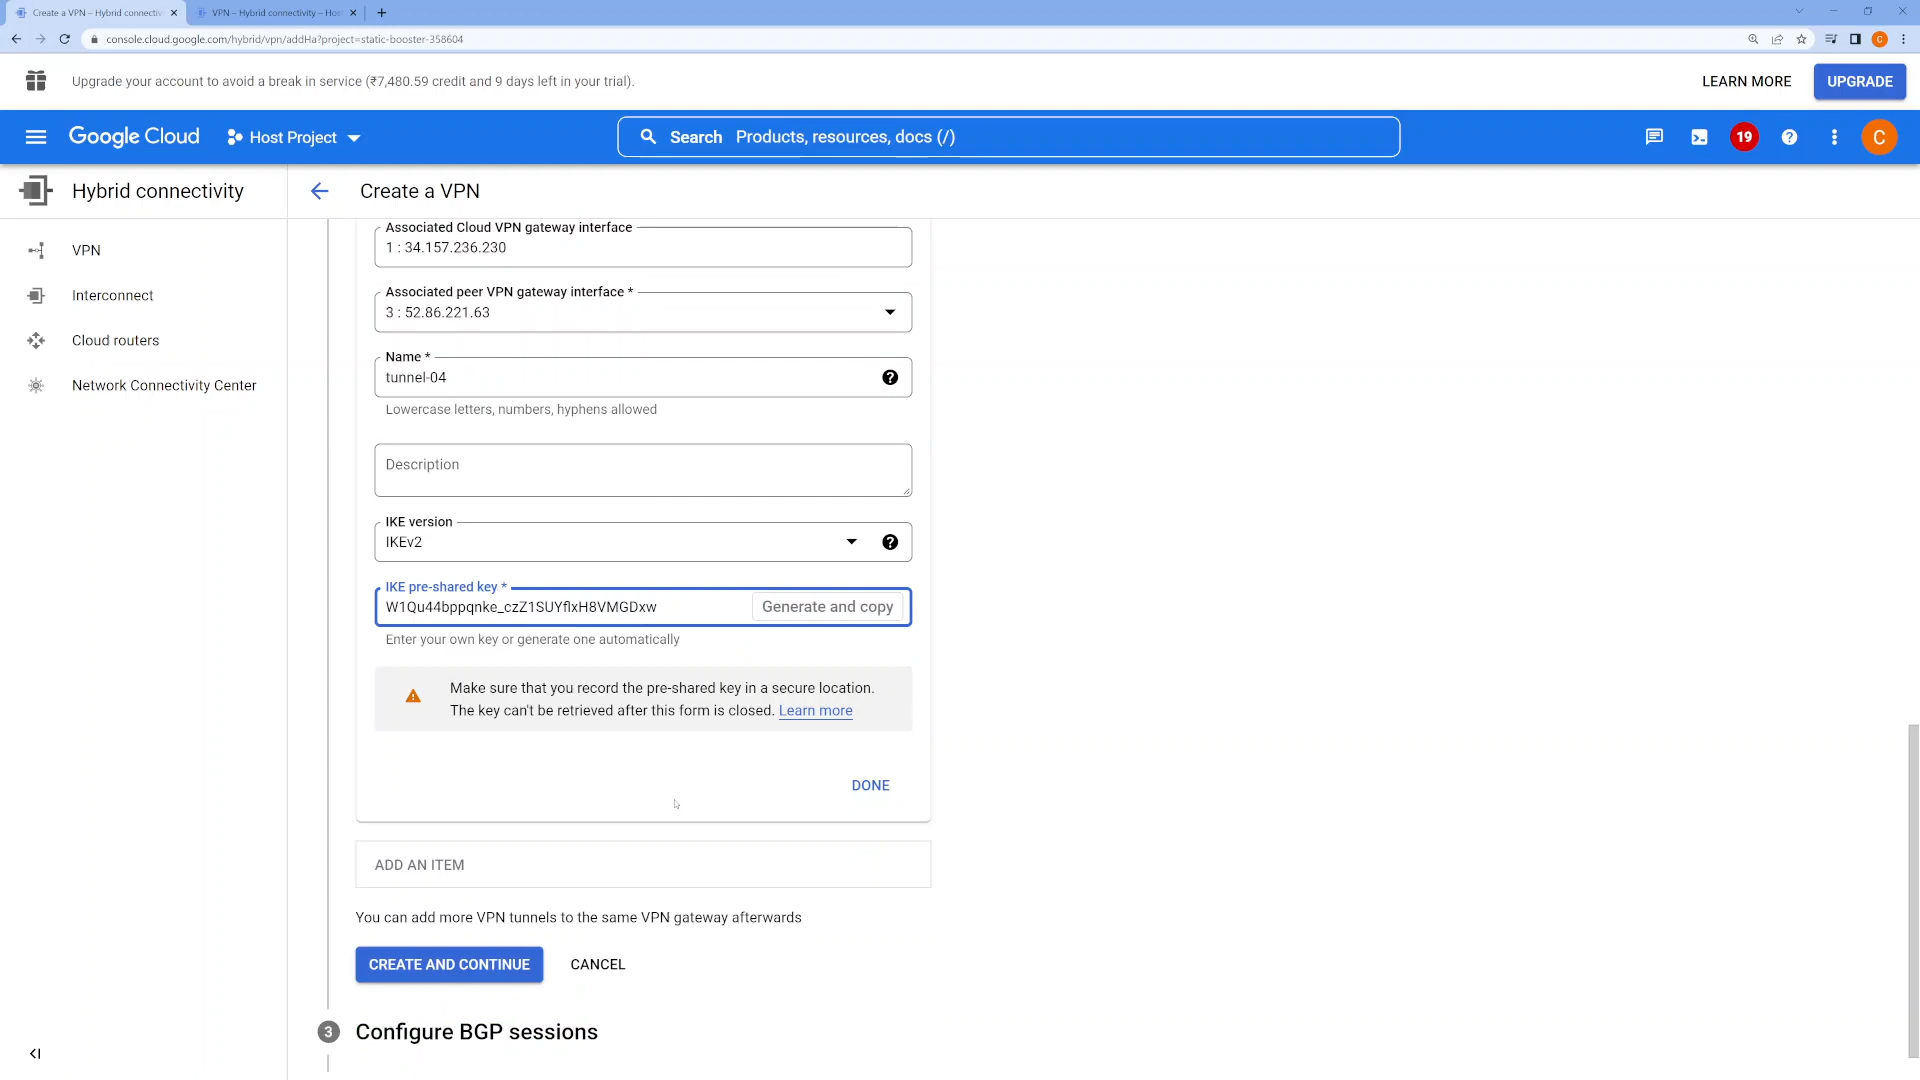 Create a VPN – Hybrid connectiv
VPN – Hybrid connectivity – Hos
console.cloud.google.com/hybrid/vpn/addHa?project=static-booster-358604
C
Upgrade your account to avoid a break in service (₹7,480.59 credit and 9 days left in your trial).
LEARN MORE
UPGRADE
Google Cloud
Host Project
Search Products, resources, docs (/)
19
C
Hybrid connectivity
Create a VPN
VPN
Interconnect
Cloud routers
Network Connectivity Center
Associated Cloud VPN gateway interface
1 : 34.157.236.230
Associated peer VPN gateway interface *
3 : 52.86.221.63
Name *
tunnel-04
Lowercase letters, numbers, hyphens allowed
Description
IKE version
IKEv2
IKE pre-shared key *
W1Qu44bppqnke_czZ1SUYflxH8VMGDxw
Generate and copy
Enter your own key or generate one automatically
Make sure that you record the pre-shared key in a secure location.
The key can't be retrieved after this form is closed. Learn more
DONE
ADD AN ITEM
You can add more VPN tunnels to the same VPN gateway afterwards
CREATE AND CONTINUE
CANCEL
3
Configure BGP sessions